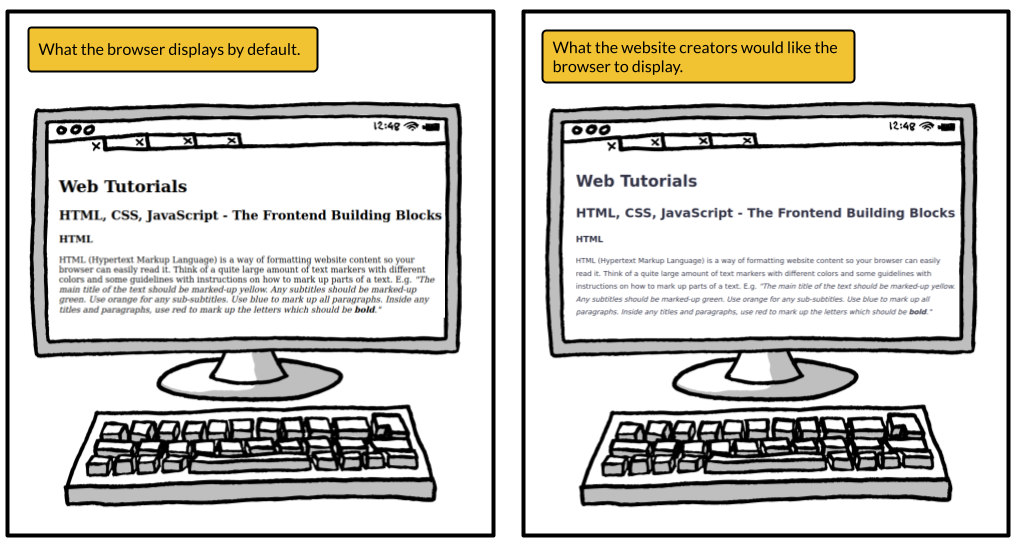 What the browser displays by default.
12:48
Web Tutorials
HTML, CSS, JavaScript - The Frontend Building Blocks
HTML
HTML (Hypertext Markup Language) is a way of formatting website content so your
browser can easily read it. Think of a quite large amount of text markers with different
colors and some guidelines with instructions on how to mark up parts of a text. E.g. "The
main title of the text should be marked-up yellow. Any subtitles should be marked-up
green. Use orange for any sub-subtitles. Use blue to mark up all paragraphs. Inside any
titles and paragraphs, use red to mark up the letters which should be bold."
What the website creators would like the
browser to display.
12:48
Web Tutorials
HTML, CSS, JavaScript - The Frontend Building Blocks
HTML
HTML (Hypertext Markup Language) is a way of formatting website content so your browser can easily
read it. Think of a quite large amount of text markers with different colors and some guidelines with
instructions on how to mark up parts of a text. E.g. "The main title of the text should be marked-up yellow.
Any subtitles should be marked-up green. Use orange for any sub-subtitles. Use blue to mark up all
paragraphs. Inside any titles and paragraphs, use red to mark up the letters which should be bold."